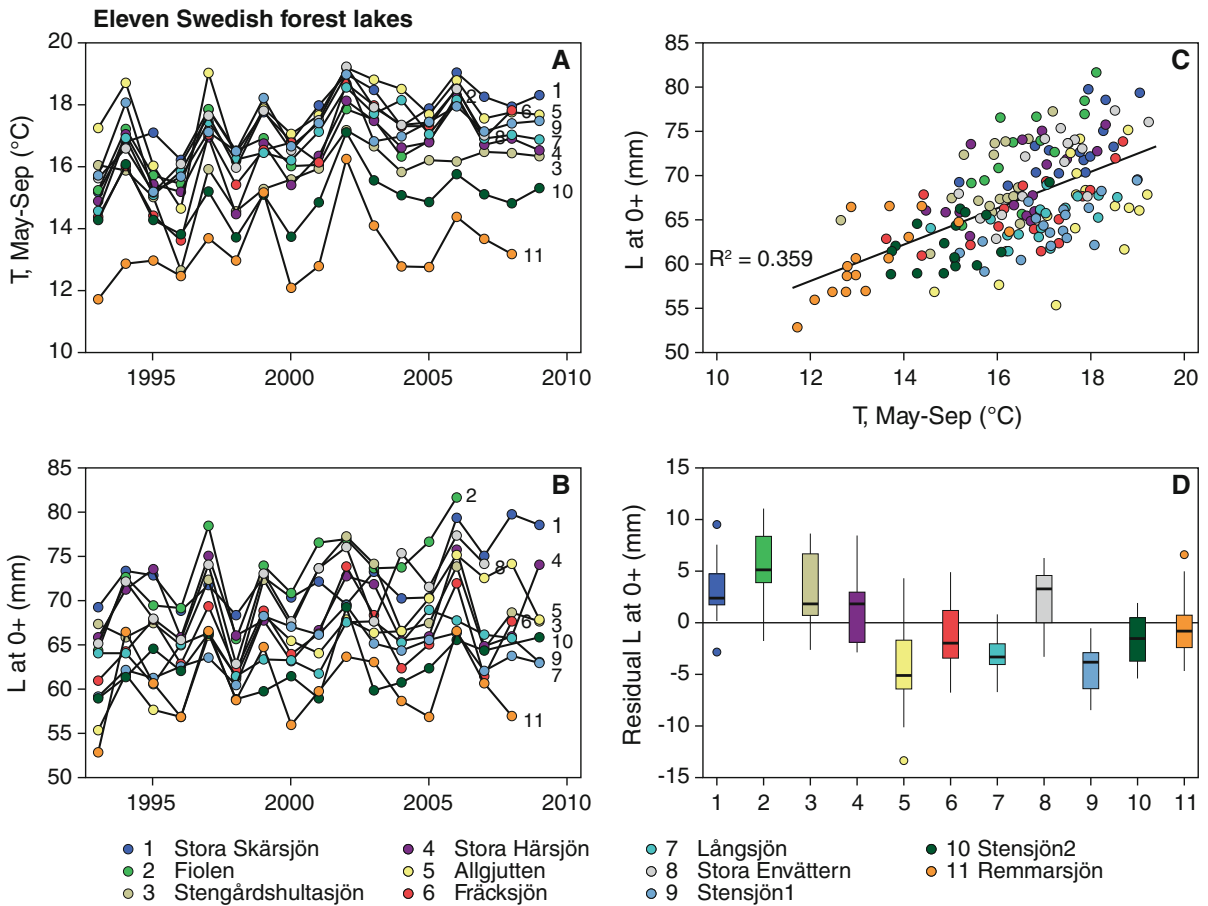 Eleven Swedish forest lakes
A
T, May-Sep (°C)
20
18
16
14
12
10
1995
2000
2005
2010
1
2
6
5
9
7
8
4
3
10
11
C
L at 0+ (mm)
85
80
75
70
65
60
55
50
R² = 0.359
10
12
14
16
18
20
T, May-Sep (°C)
B
L at 0+ (mm)
85
80
75
70
65
60
55
50
1995
2000
2005
2010
2
1
4
8
5
3
6
10
9
7
11
D
Residual L at 0+ (mm)
15
10
5
0
-5
-10
-15
1 2 3 4 5 6 7 8 9 10 11
1 Stora Skärsjön
2 Fiolen
3 Stengårdshultasjön
4 Stora Härsjön
5 Allgjutten
6 Fräcksjön
7 Långsjön
8 Stora Envättern
9 Stensjön1
10 Stensjön2
11 Remmarsjön